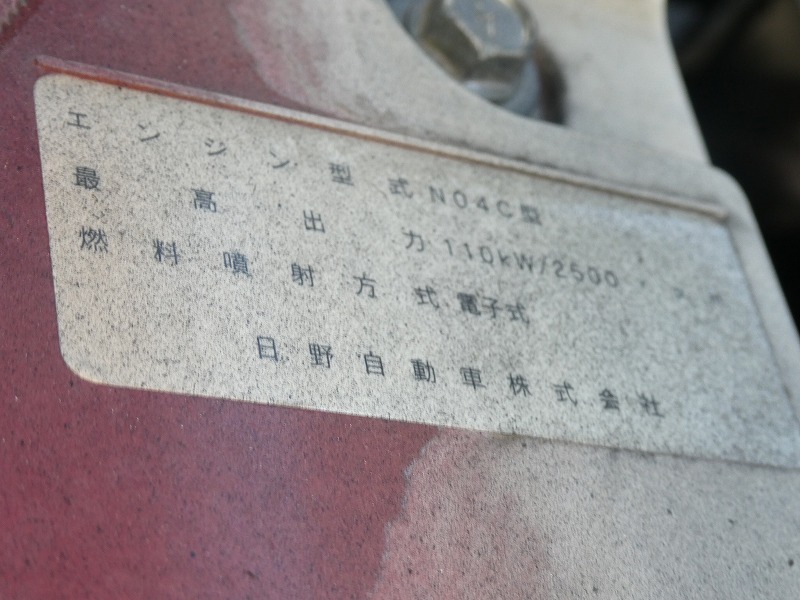 エンジン型式 N04C型
最高出力 110kW/2500
燃料噴射方式 電子式
日野自動車株式会社